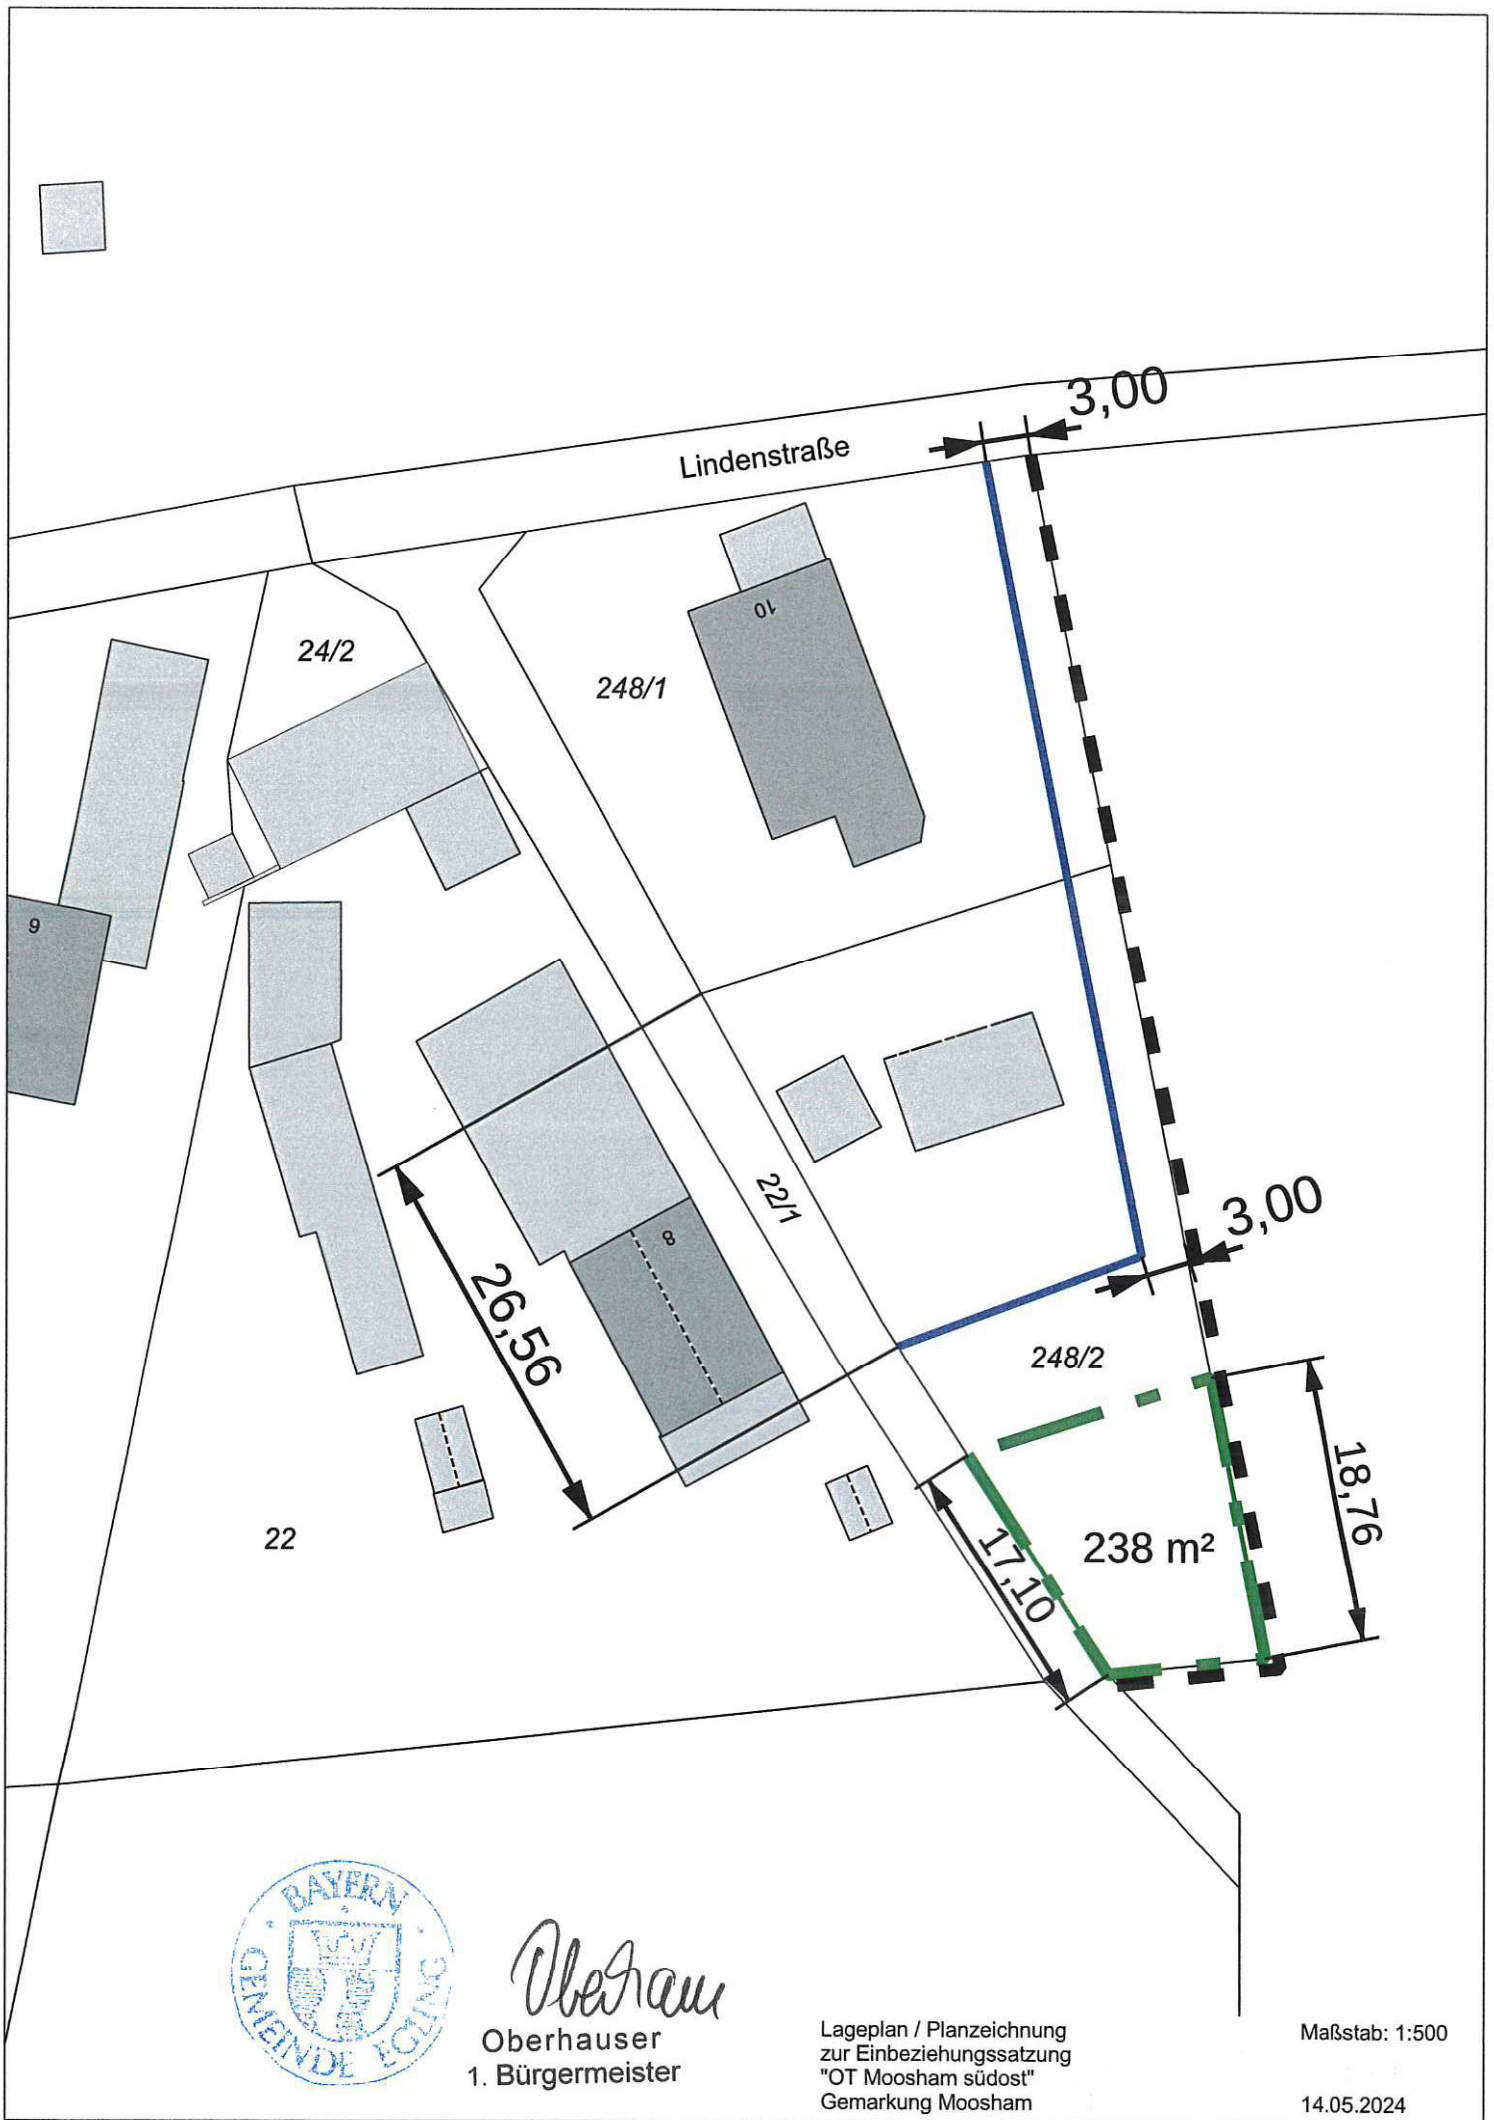 3,00
Lindenstraße
10
24/2
248/1
9
22/1
3,00
8
26,56
248/2
18,76
22
17,10
238 m²
BAYERN
GEMEINDE EGLING
Oberhauser
1. Bürgermeister
Lageplan / Planzeichnung
zur Einbeziehungssatzung
"OT Moosham südost"
Gemarkung Moosham
Maßstab: 1:500
14.05.2024